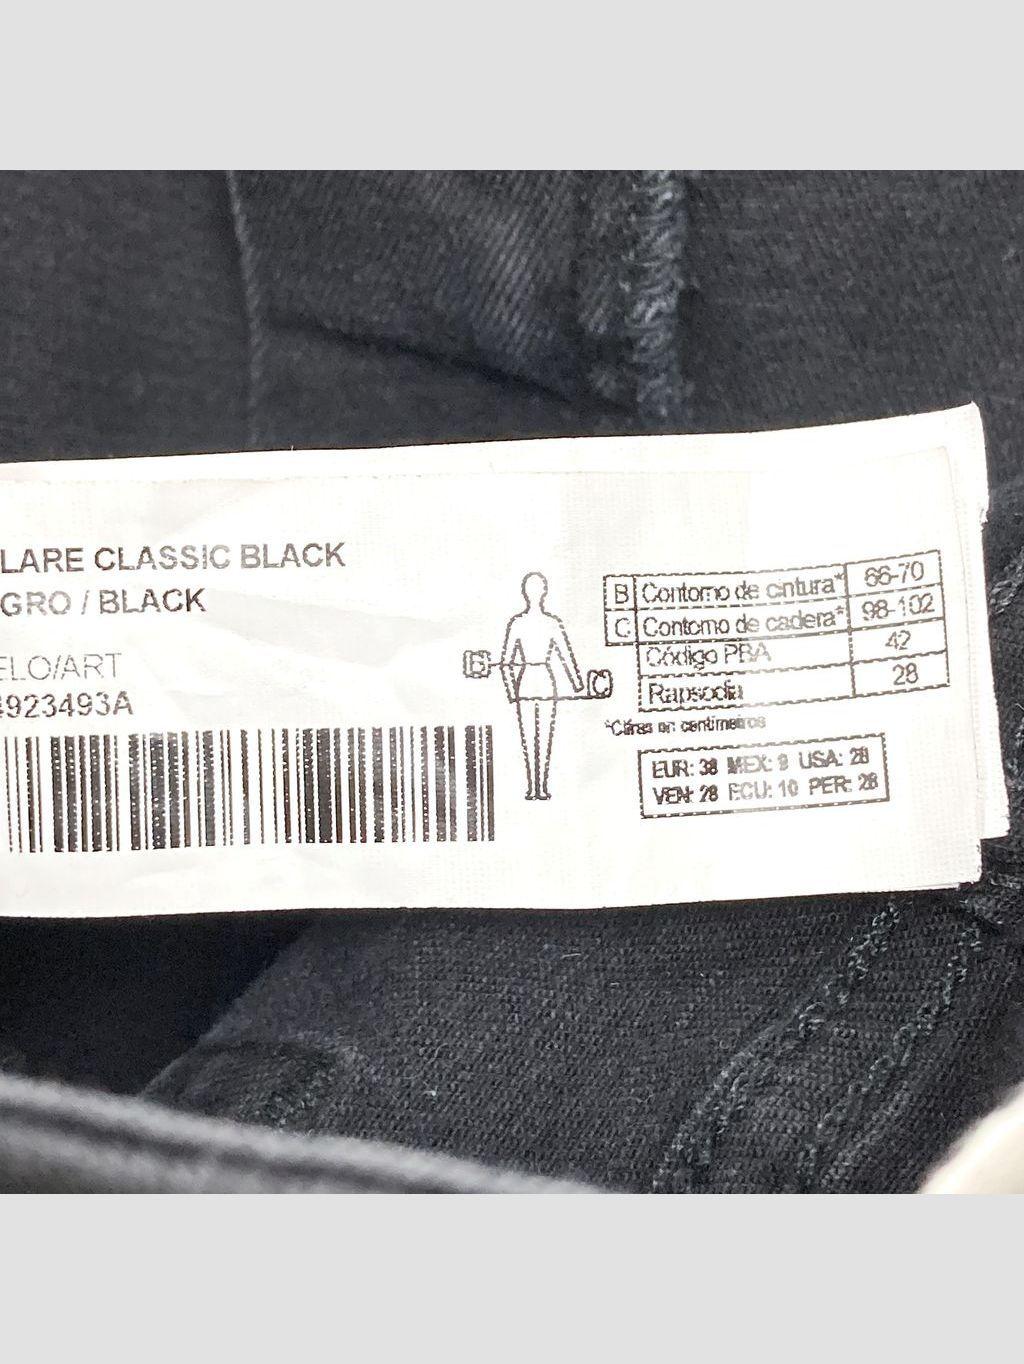 LARE CLASSIC BLACK
GRO / BLACK
ELO/ART
4923493A
B Contorno de cintura* 66-70
C Contorno de cadera* 98-102
Código PBA 42
Rapsodia 28
*Cifras en centímetros
EUR: 38 MEX: 9 USA: 28
VEN: 28 ECU: 10 PER: 28
B
C